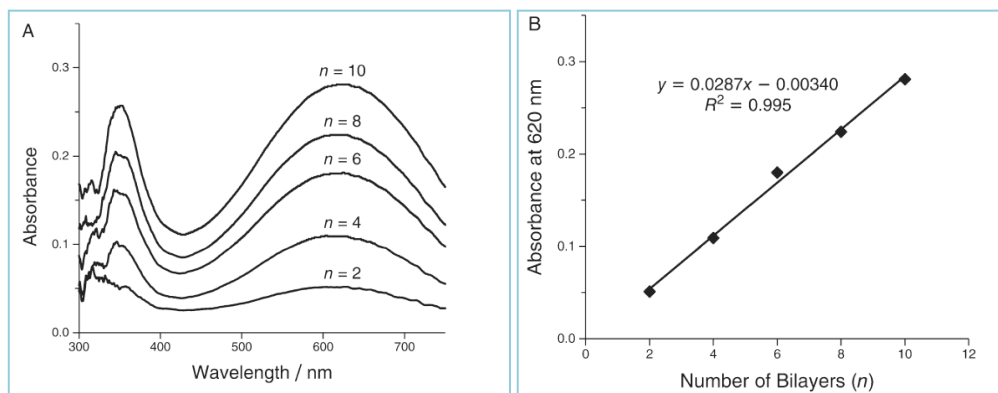 A
0.3
0.2
0.1
0.0
300
400
500
600
700
Absorbance
Wavelength / nm
n = 10
n = 8
n = 6
n = 4
n = 2
B
0.3
0.2
0.1
0.0
0
2
4
6
8
10
12
Absorbance at 620 nm
Number of Bilayers (n)
y = 0.0287x − 0.00340
R² = 0.995